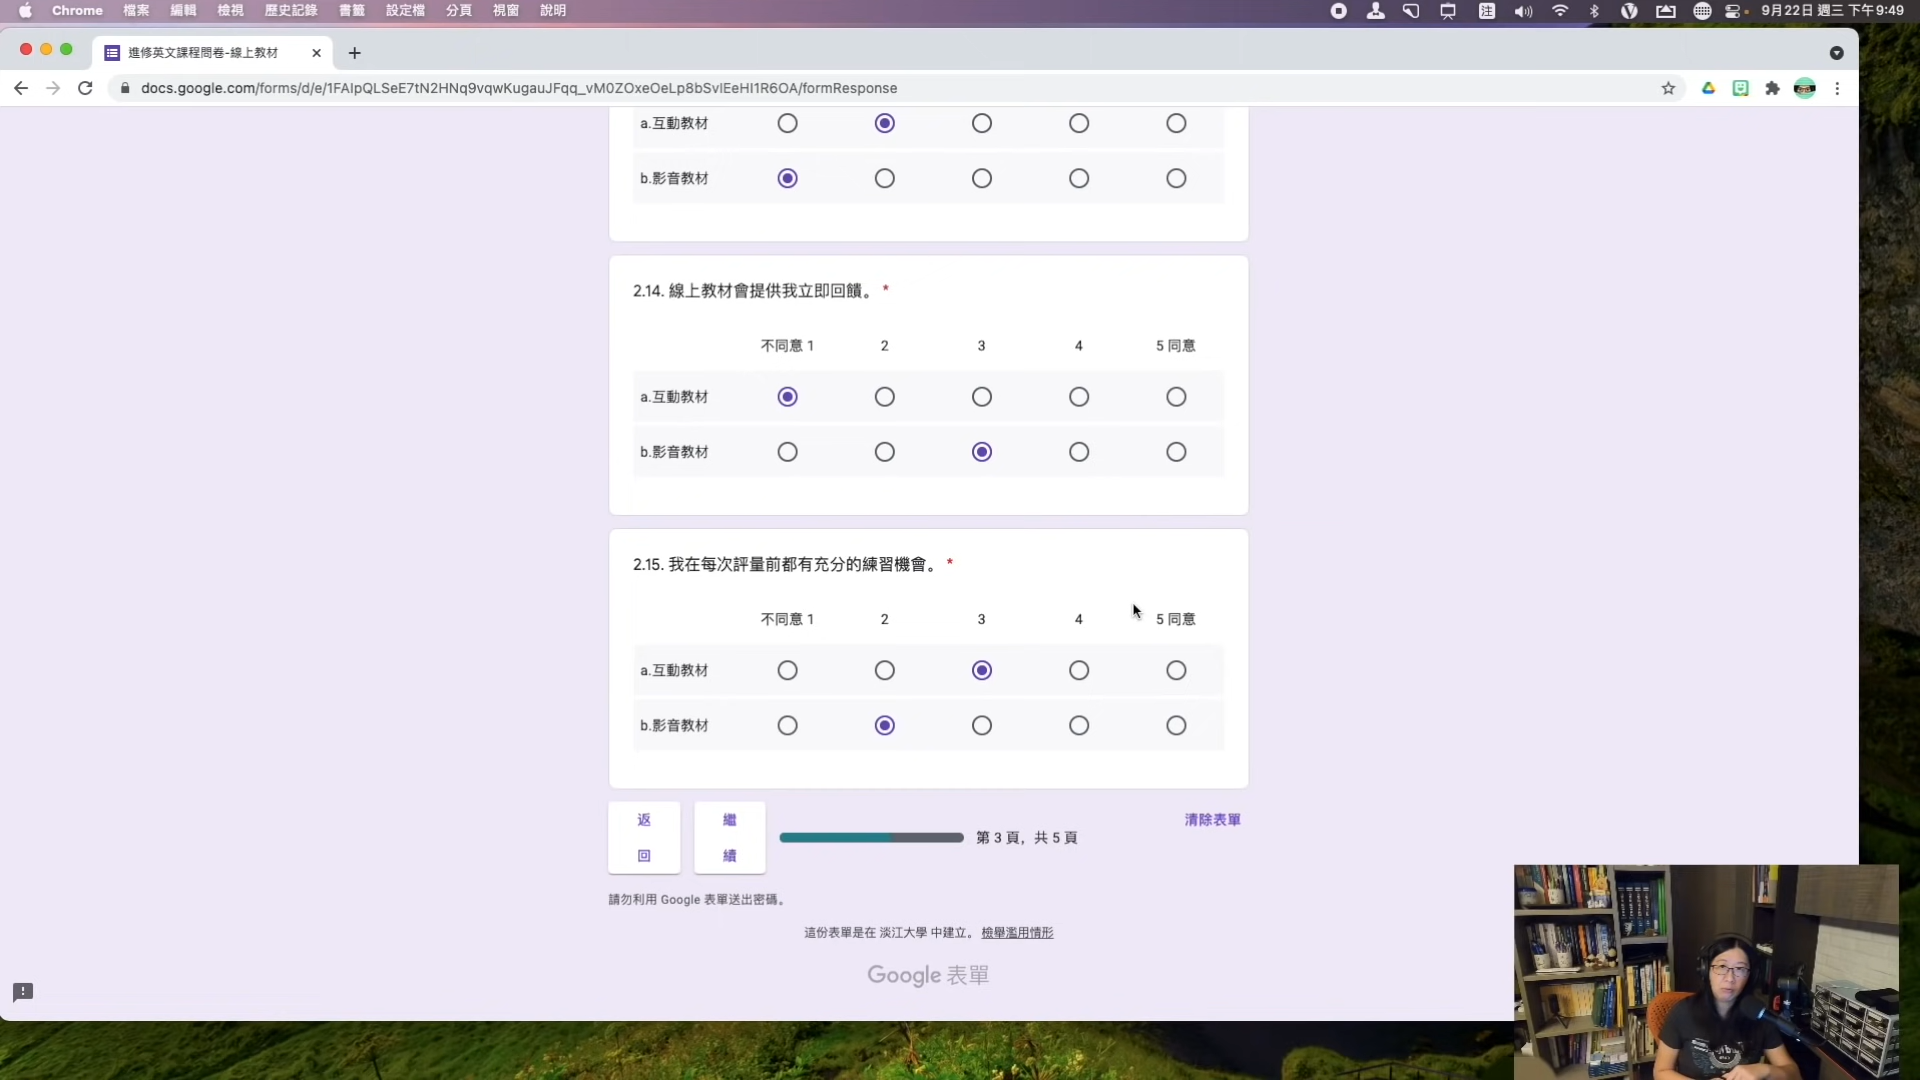 Chrome 檔案 編輯 檢視 歷史記錄 書籤 設定檔 分頁 視窗 說明 注 9月22日 週三 下午9:49
進修英文課程問卷-線上教材
docs.google.com/forms/d/e/1FAIpQLSeE7tN2HNq9vqwKugauJFqq_vM0ZOxeOeLp8bSvlEeHI1R6OA/formResponse
a.互動教材
b.影音教材
2.14. 線上教材會提供我立即回饋。 *
不同意 1 2 3 4 5 同意
a.互動教材
b.影音教材
2.15. 我在每次評量前都有充分的練習機會。 *
不同意 1 2 3 4 5 同意
a.互動教材
b.影音教材
返回 繼續 第 3 頁，共 5 頁 清除表單
請勿利用 Google 表單送出密碼。
這份表單是在 淡江大學 中建立。 檢舉濫用情形
Google 表單